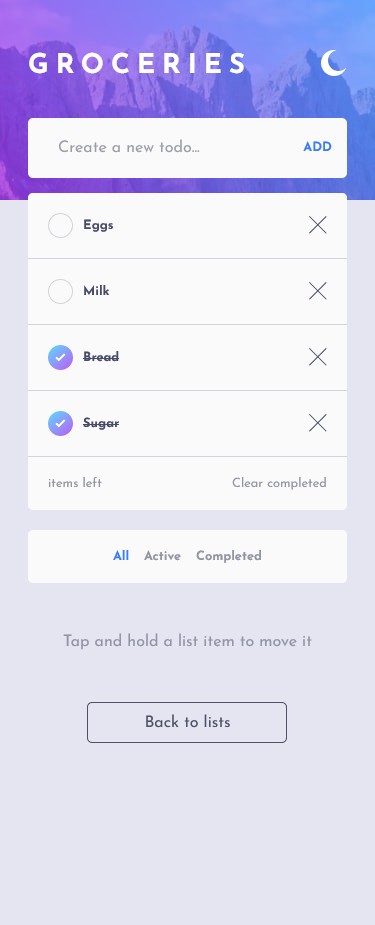 GROCERIES
Create a new todo... ADD
Eggs
Milk
Bread
Sugar
items left Clear completed
All Active Completed
Tap and hold a list item to move it
Back to lists